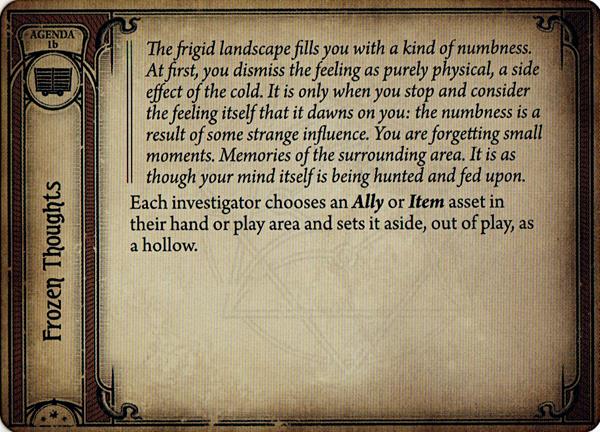 AGENDA
1b
Frozen Thoughts
The frigid landscape fills you with a kind of numbness.
At first, you dismiss the feeling as purely physical, a side
effect of the cold. It is only when you stop and consider
the feeling itself that it dawns on you: the numbness is a
result of some strange influence. You are forgetting small
moments. Memories of the surrounding area. It is as
though your mind itself is being hunted and fed upon.
Each investigator chooses an Ally or Item asset in
their hand or play area and sets it aside, out of play, as
a hollow.